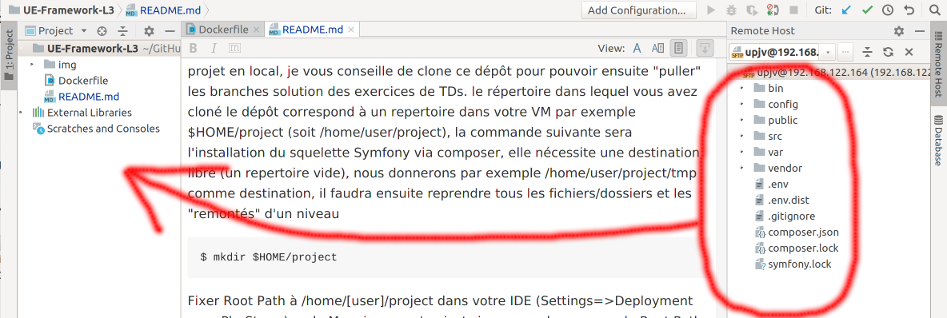 UE-Framework-L3
README.md
Add Configuration...
Git:
Project
Dockerfile
README.md
Remote Host
1: Project
UE-Framework-L3 ~/GitHu
img
Dockerfile
README.md
External Libraries
Scratches and Consoles
B I
View:
projet en local, je vous conseille de clone ce dépôt pour pouvoir ensuite "puller"
les branches solution des exercices de TDs. le répertoire dans lequel vous avez
cloné le dépôt correspond à un repertoire dans votre VM par exemple
$HOME/project (soit /home/user/project), la commande suivante sera
l'installation du squelette Symfony via composer, elle nécessite une destination
libre (un repertoire vide), nous donnerons par exemple /home/user/project/tmp
comme destination, il faudra ensuite reprendre tous les fichiers/dossiers et les
"remontés" d'un niveau
$ mkdir $HOME/project
Fixer Root Path à /home/[user]/project dans votre IDE (Settings=>Deployment
upjv@192.168.
upjv@192.168.122.164 (192.168.122
bin
config
public
src
var
vendor
.env
.env.dist
.gitignore
composer.json
composer.lock
symfony.lock
Remote Host
Database